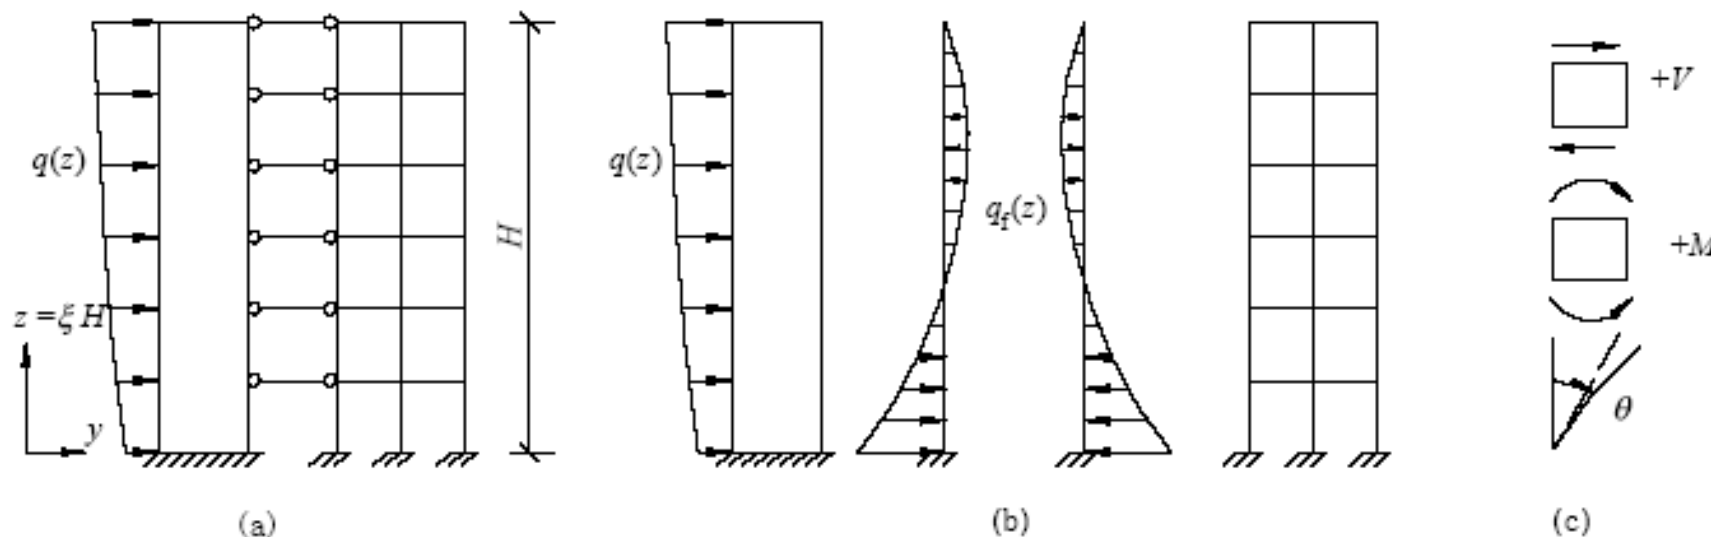 q(z)
H
z = ξ H
y
(a)
q(z)
q_f(z)
(b)
+V
+M
θ
(c)